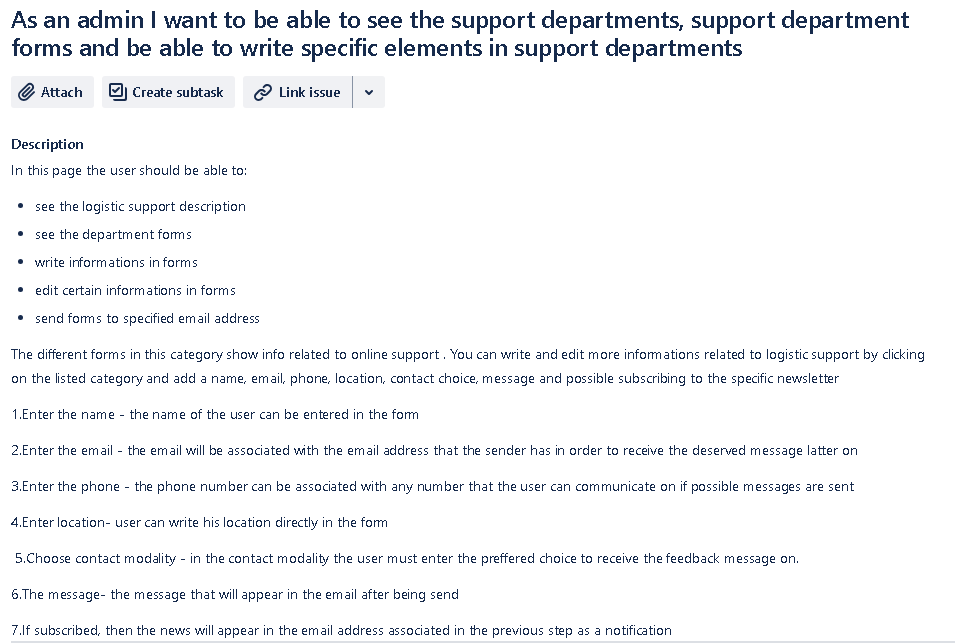 As an admin I want to be able to see the support departments, support department
forms and be able to write specific elements in support departments
Attach
Create subtask
Link issue
Description
In this page the user should be able to:
• see the logistic support description
• see the department forms
• write informations in forms
• edit certain informations in forms
• send forms to specified email address
The different forms in this category show info related to online support . You can write and edit more informations related to logistic support by clicking
on the listed category and add a name, email, phone, location, contact choice, message and possible subscribing to the specific newsletter
1.Enter the name - the name of the user can be entered in the form
2.Enter the email - the email will be associated with the email address that the sender has in order to receive the deserved message latter on
3.Enter the phone - the phone number can be associated with any number that the user can communicate on if possible messages are sent
4.Enter location- user can write his location directly in the form
5.Choose contact modality - in the contact modality the user must enter the preffered choice to receive the feedback message on.
6.The message- the message that will appear in the email after being send
7.If subscribed, then the news will appear in the email address associated in the previous step as a notification